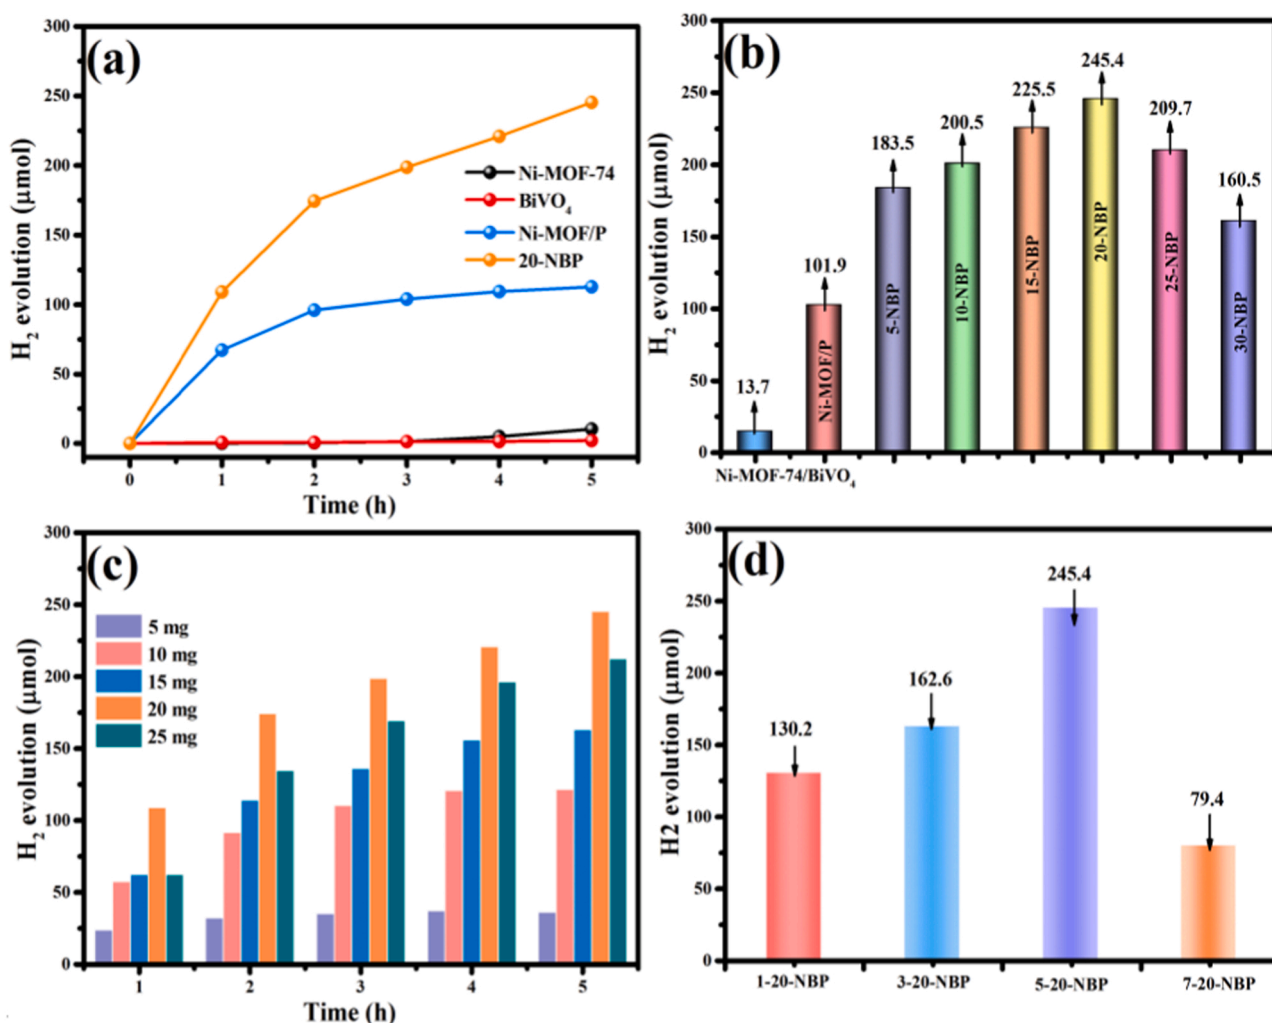 (a)
H2 evolution (μmol)
300
250
200
150
100
50
0
Ni-MOF-74
BiVO4
Ni-MOF/P
20-NBP
0 1 2 3 4 5
Time (h)
(b)
H2 evolution (μmol)
300
250
200
150
100
50
0
13.7
101.9
183.5
200.5
225.5
245.4
209.7
160.5
Ni-MOF/P
5-NBP
10-NBP
15-NBP
20-NBP
25-NBP
30-NBP
Ni-MOF-74/BiVO4
(c)
H2 evolution (μmol)
300
250
200
150
100
50
0
5 mg
10 mg
15 mg
20 mg
25 mg
1 2 3 4 5
Time (h)
(d)
H2 evolution (μmol)
300
250
200
150
100
50
0
130.2
162.6
245.4
79.4
1-20-NBP 3-20-NBP 5-20-NBP 7-20-NBP